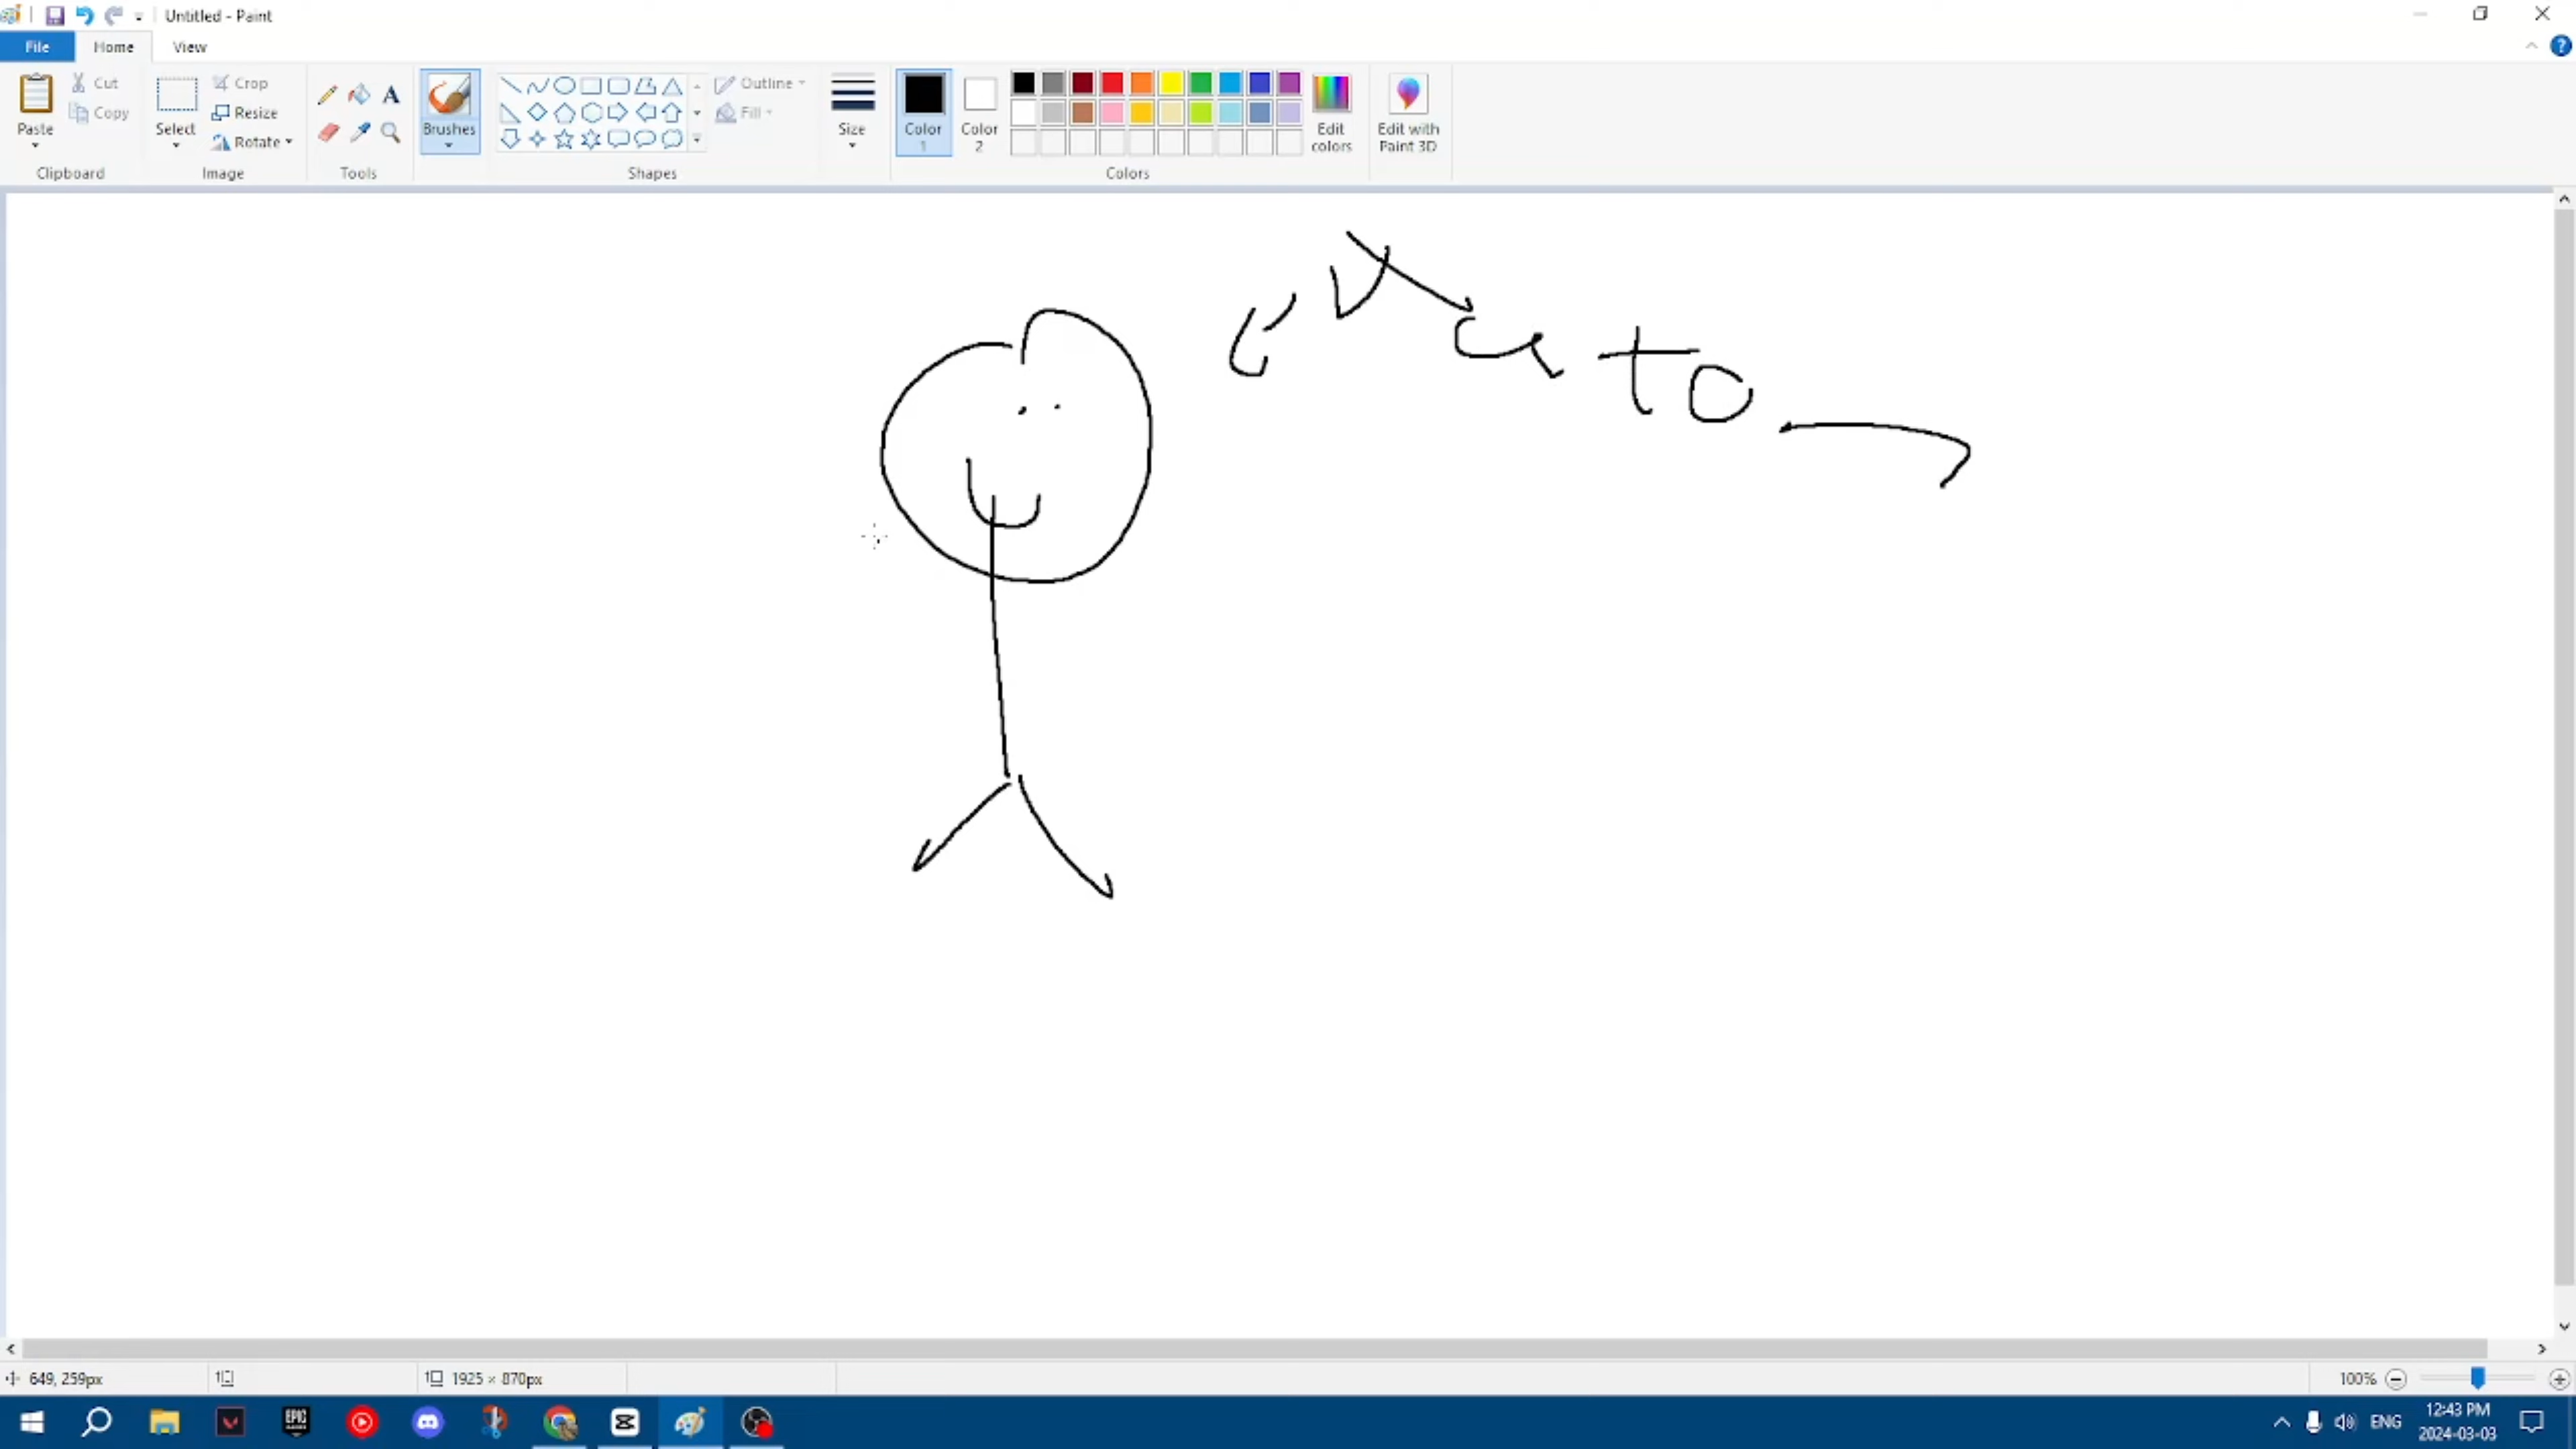 Untitled - Paint
File Home View
Paste
Cut
Copy
Clipboard
Select
Crop
Resize
Rotate
Image
A
Tools
Brushes
Outline
Fill
Shapes
Size
Color 1
Color 2
Edit colors
Colors
Edit with Paint 3D
to
649, 259px
1925 × 870px
100%
EPIC GAMES
ENG
12:43 PM
2024-03-03